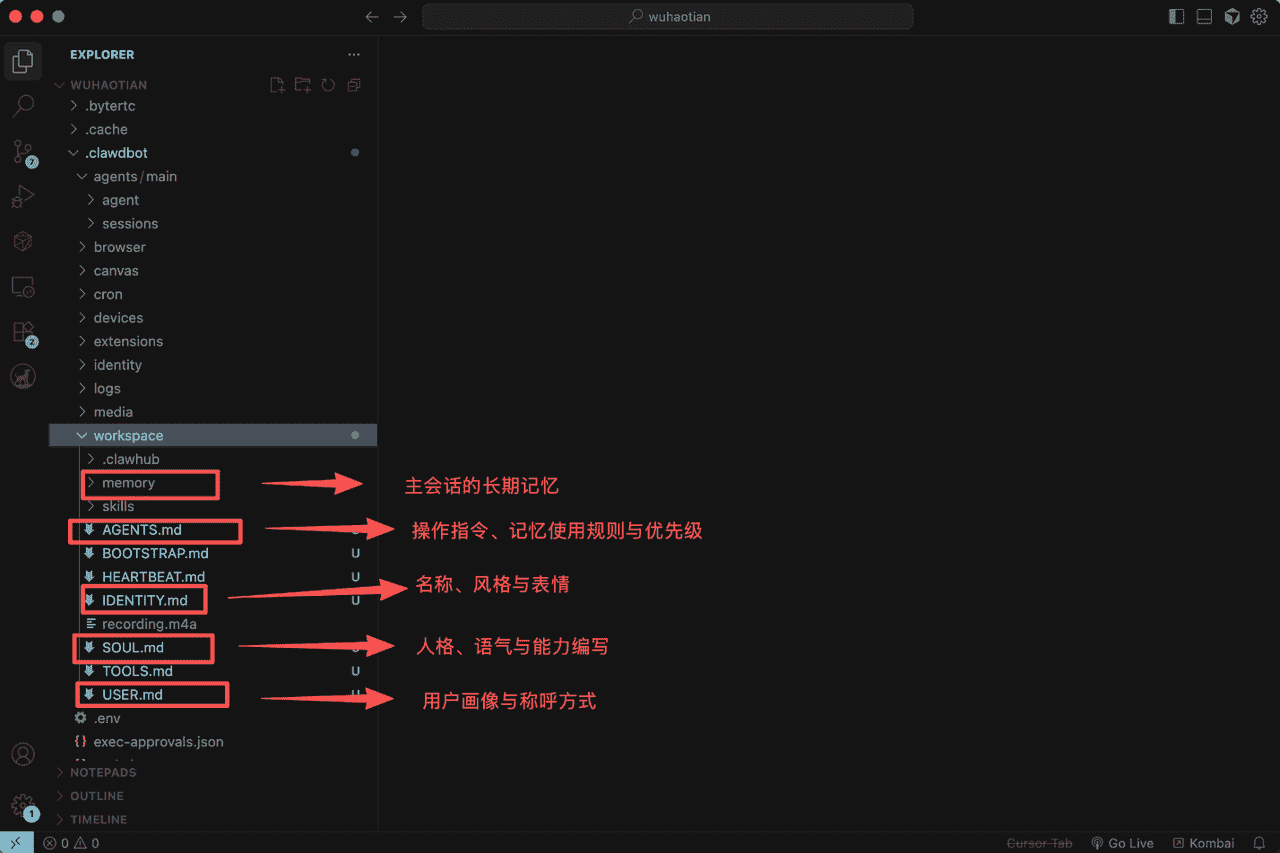 wuhaotian
EXPLORER
WUHAOTIAN
.bytertc
.cache
.clawdbot
agents/main
agent
sessions
browser
canvas
cron
devices
extensions
identity
logs
media
workspace
.clawhub
memory
主会话的长期记忆
skills
AGENTS.md
操作指令、记忆使用规则与优先级
BOOTSTRAP.md U
HEARTBEAT.md U
名称、风格与表情
IDENTITY.md U
recording.m4a
SOUL.md
人格、语气与能力编写
TOOLS.md U
USER.md U
用户画像与称呼方式
.env
{} exec-approvals.json
NOTEPADS
OUTLINE
1
TIMELINE
0 0 Cursor Tab Go Live Kombai